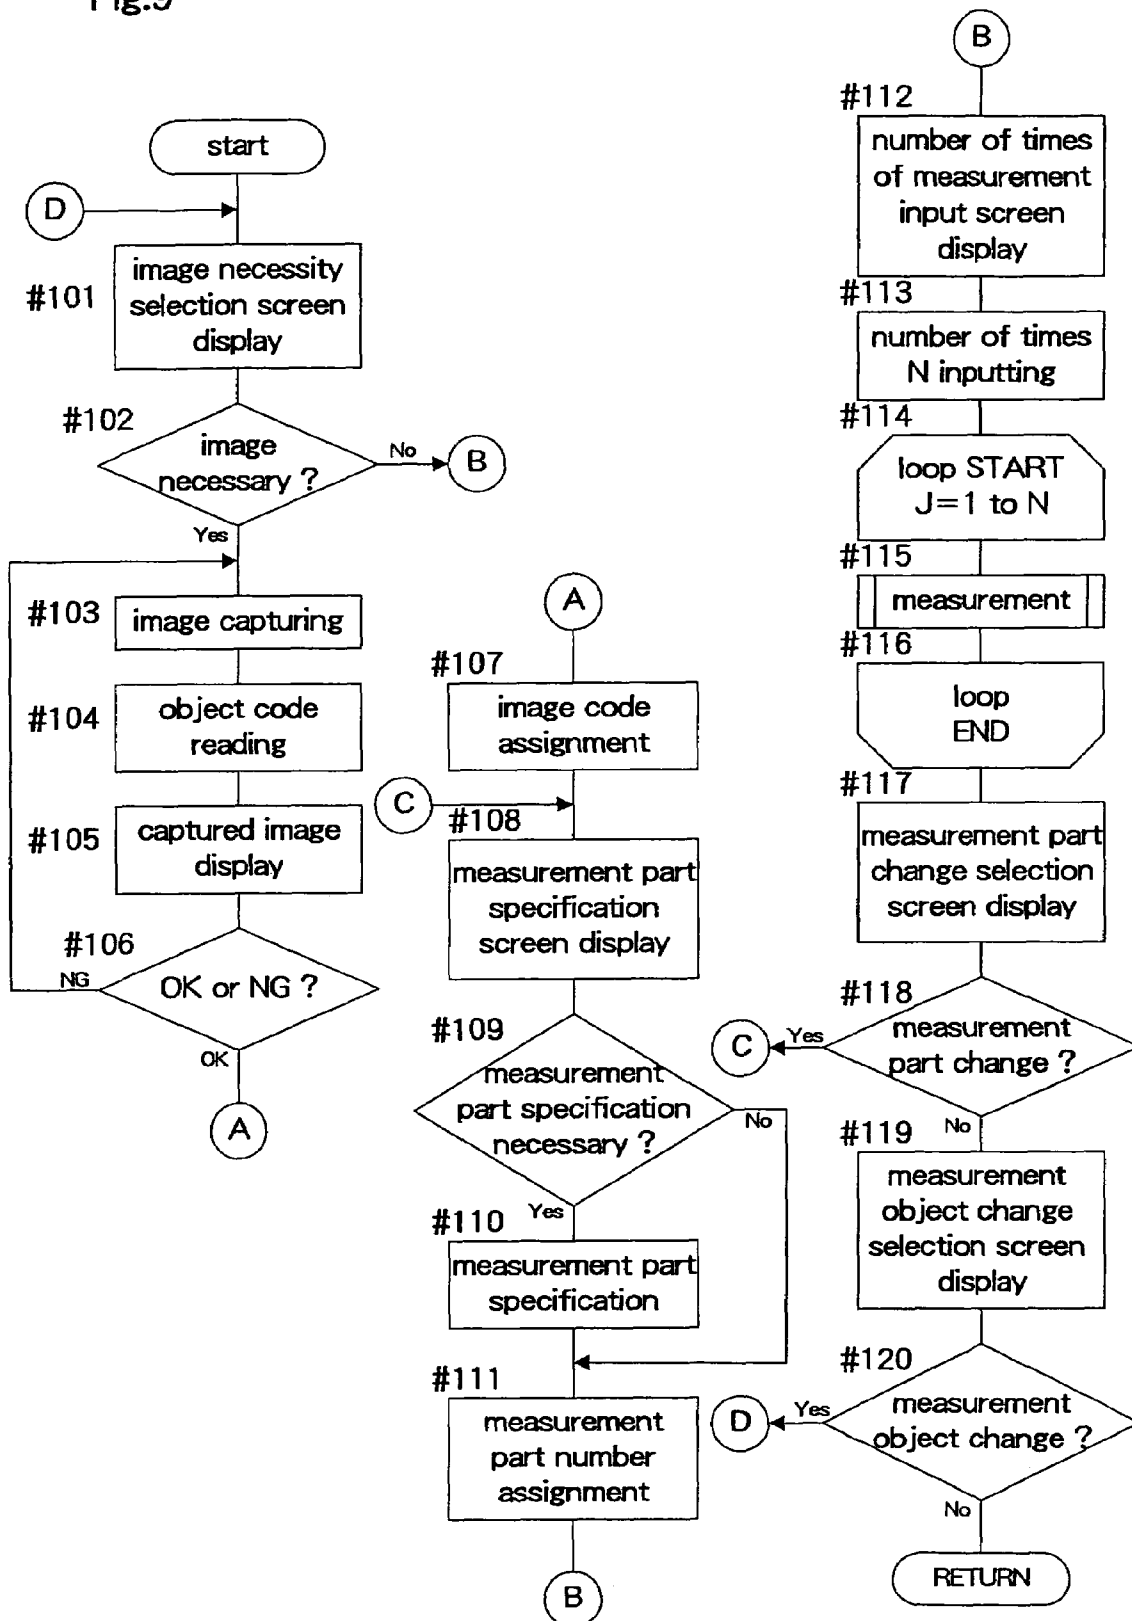 Fig.9
start
D
#101
image necessity
selection screen
display
#102
image
necessary ?
No
B
Yes
#103
image capturing
#104
object code
reading
#105
captured image
display
#106
NG
OK or NG ?
OK
A
A
#107
image code
assignment
C
#108
measurement part
specification
screen display
#109
measurement
part specification
necessary ?
No
Yes
#110
measurement part
specification
#111
measurement
part number
assignment
B
B
#112
number of times
of measurement
input screen
display
#113
number of times
N inputting
#114
loop START
J=1 to N
#115
measurement
#116
loop
END
#117
measurement part
change selection
screen display
#118
C
Yes
measurement
part change ?
No
#119
measurement
object change
selection screen
display
#120
D
Yes
measurement
object change ?
No
RETURN